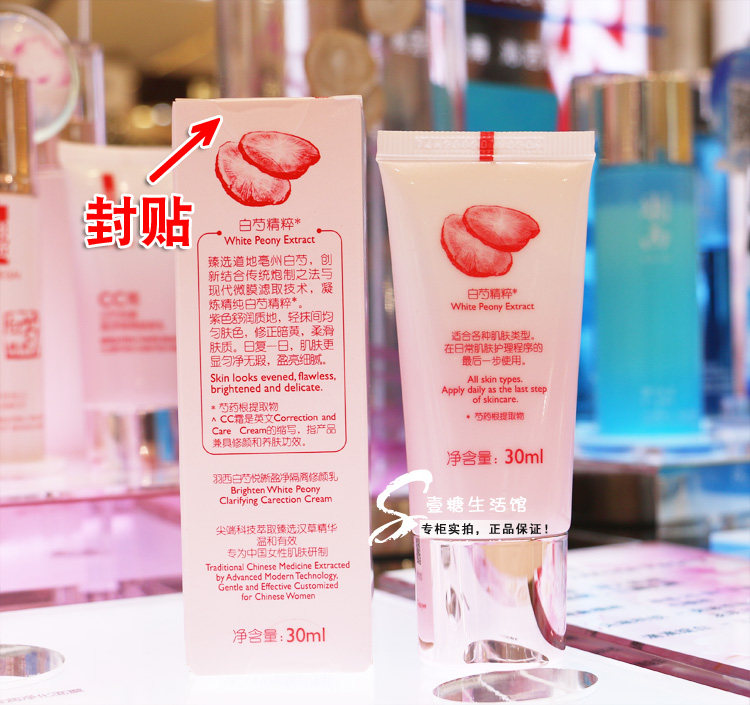 封贴
白芍精粹*
White Peony Extract
臻选道地亳州白芍，创
新结合传统炮制之法与
现代微膜滤取技术，凝
炼精纯白芍精粹*。
紫色舒润质地，轻抹间均
匀肤色，修正暗黄，柔滑
肤质。日复一日，肌肤更
显匀净无瑕，盈亮细腻。
Skin looks evened, flawless,
brightened and delicate.
* 芍药根提取物
^ CC霜是英文Correction and
Care Cream的缩写，指产品
兼具修颜和养肤功效。
羽西白芍悦晰盈净隔离修颜乳
Brighten White Peony
Clarifying Carection Cream
尖端科技萃取臻选汉草精华
温和有效
专为中国女性肌肤研制
Traditional Chinese Medicine Extracted
by Advanced Modern Technology,
Gentle and Effective Customized
for Chinese Women
净含量：30ml
白芍精粹*
White Peony Extract
适合各种肌肤类型。
在日常肌肤护理程序的
最后一步使用。
All skin types.
Apply daily as the last step
of skincare.
* 芍药根提取物
净含量：30ml
壹糖生活馆
专柜实拍，正品保证！
CC霜